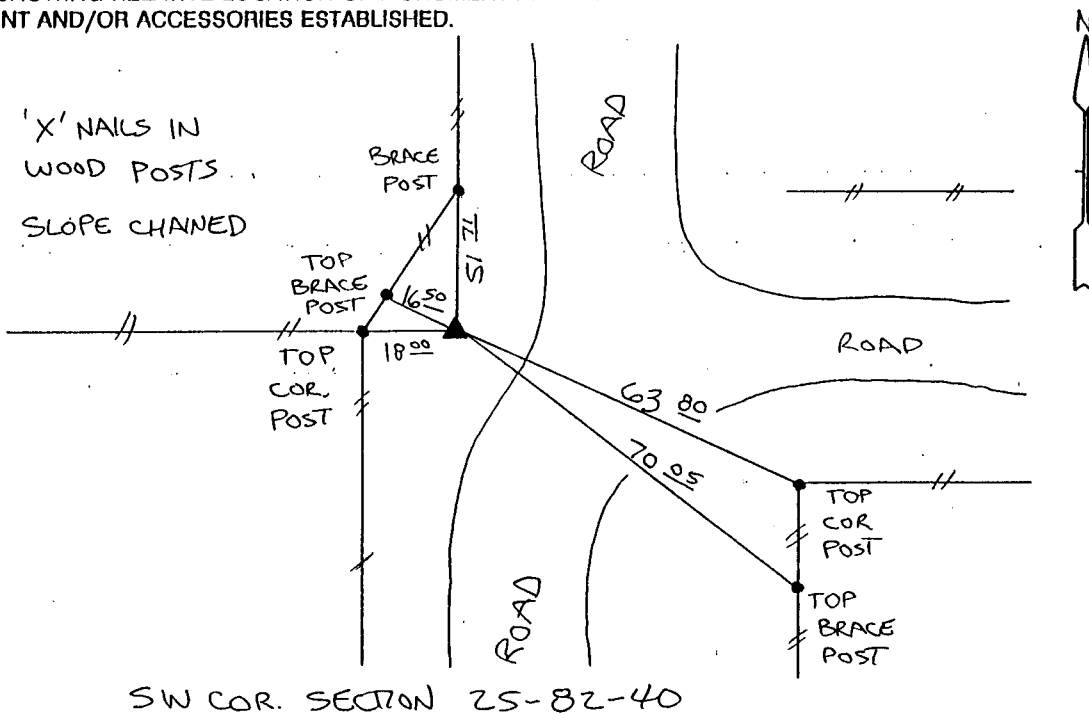 NT AND/OR ACCESSORIES ESTABLISHED.
N
'X' NAILS IN
WOOD POSTS
SLOPE CHAINED
BRACE
POST
ROAD
TOP
BRACE
POST
16 50
18 00
TOP
COR.
POST
ROAD
63 80
70 05
TOP
COR
POST
TOP
BRACE
POST
ROAD
SW COR. SECTION 25-82-40